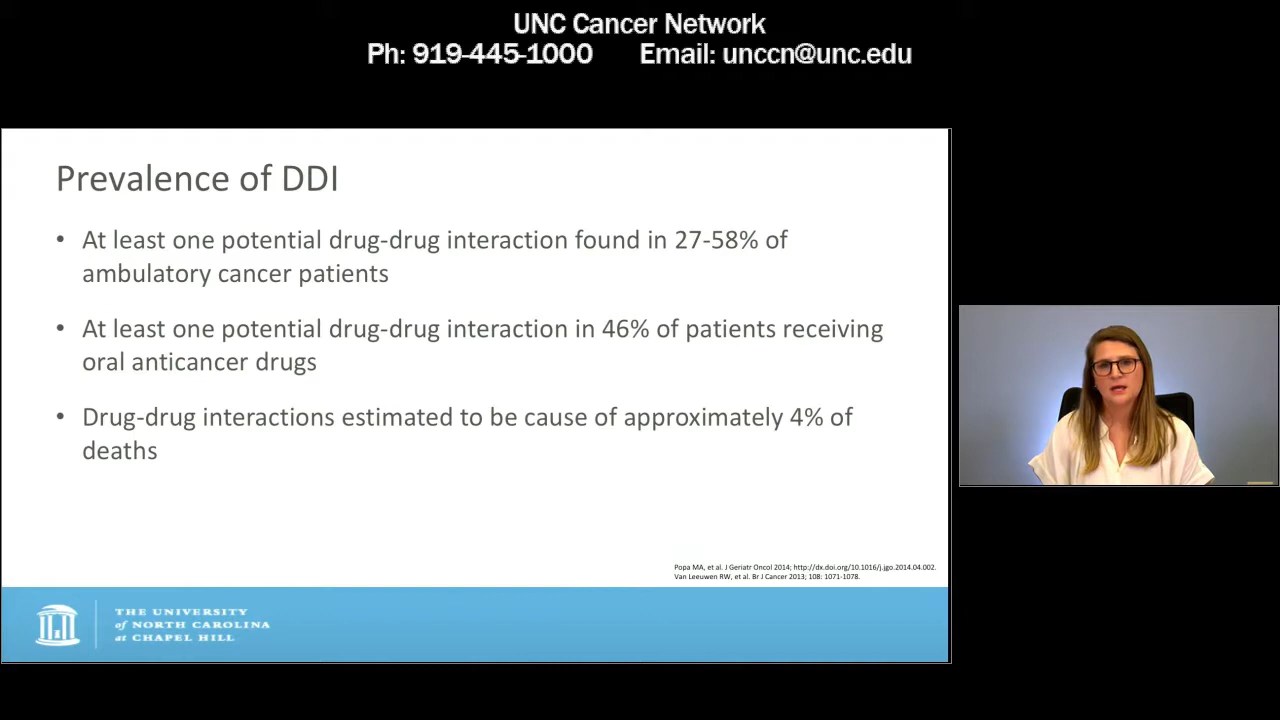 UNC Cancer Network
Ph: 919-445-1000 Email: unccn@unc.edu
Prevalence of DDI
• At least one potential drug-drug interaction found in 27-58% of
ambulatory cancer patients
• At least one potential drug-drug interaction in 46% of patients receiving
oral anticancer drugs
• Drug-drug interactions estimated to be cause of approximately 4% of
deaths
Popa MA, et al. J Geriatr Oncol 2014; http://dx.doi.org/10.1016/j.jgo.2014.04.002.
Van Leeuwen RW, et al. Br J Cancer 2013; 108: 1071-1078.
THE UNIVERSITY
of NORTH CAROLINA
at CHAPEL HILL